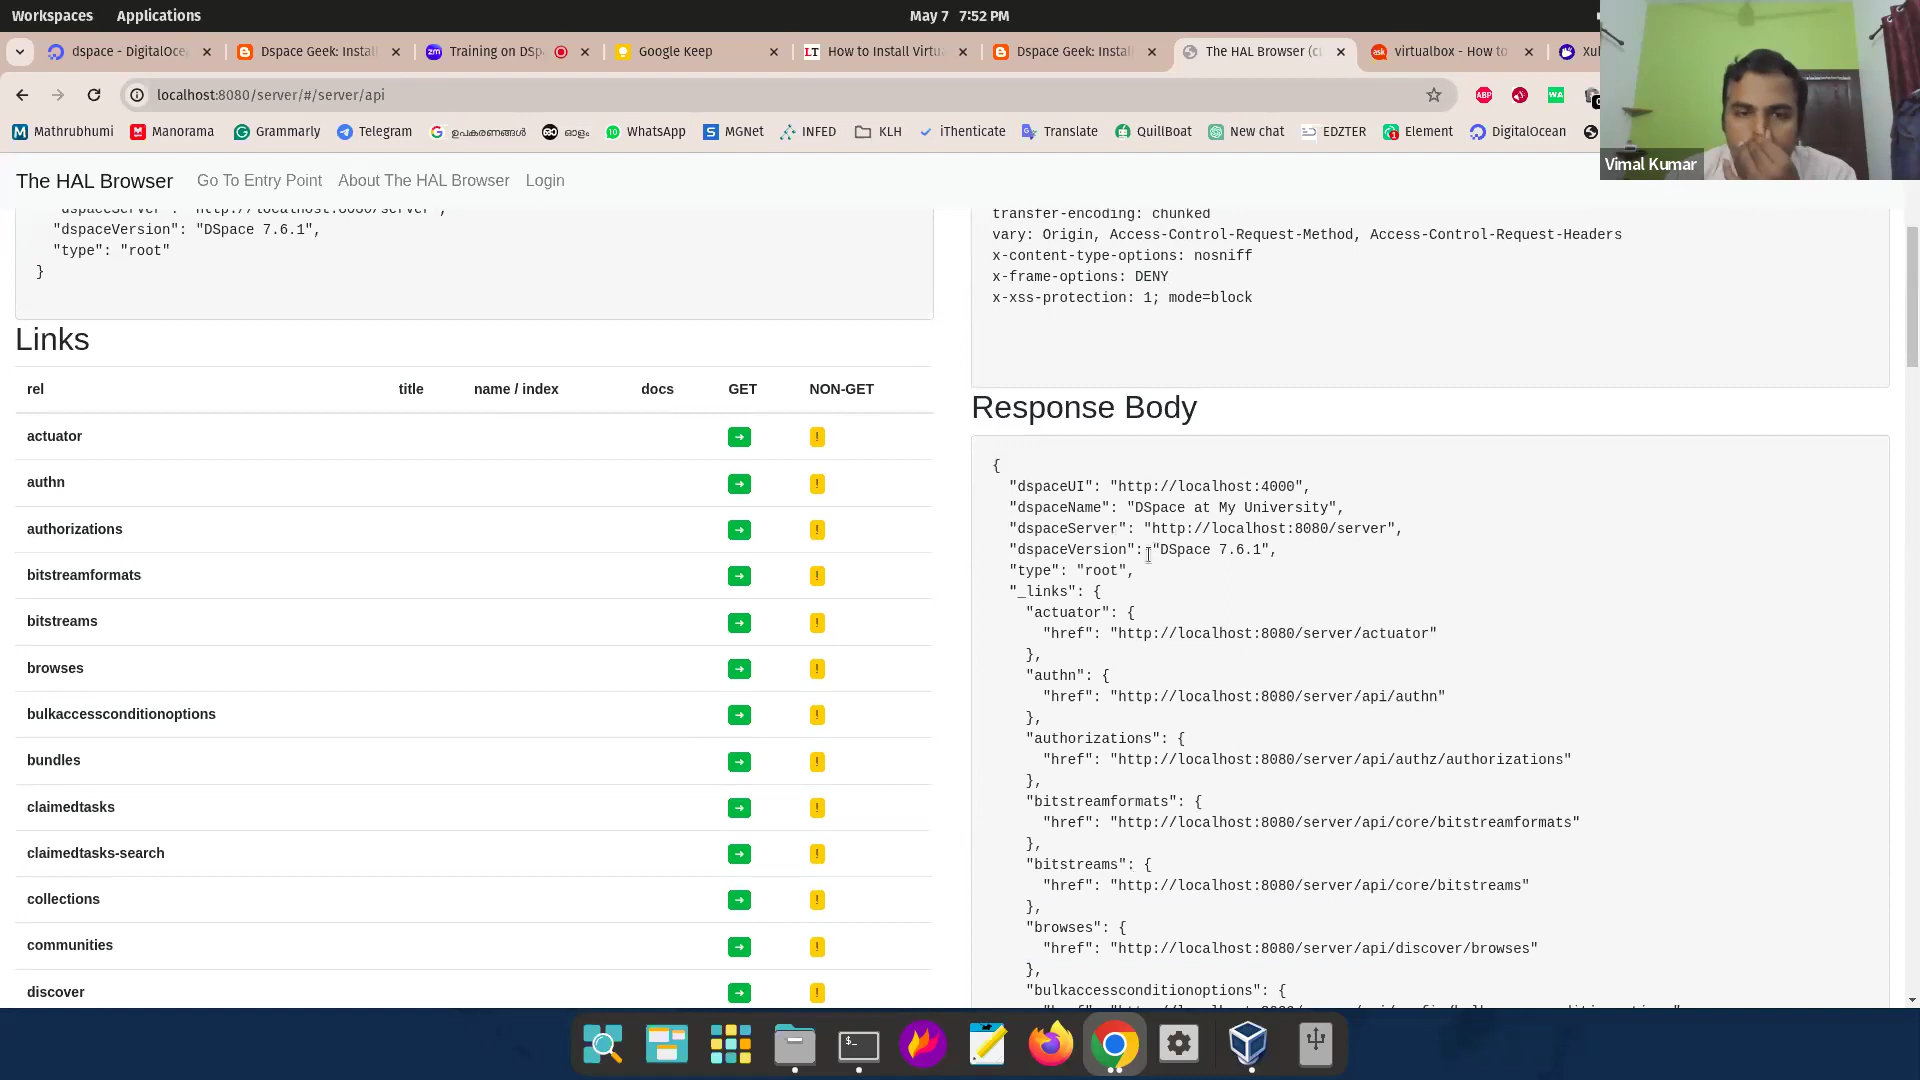 Workspaces Applications May 7 7:52 PM
dspace - DigitalOce Dspace Geek: Install Training on DSp Google Keep How to Install Virtu Dspace Geek: Install The HAL Browser (c virtualbox - How to Xu
localhost:8080/server/#/server/api
Mathrubhumi Manorama Grammarly Telegram ഉപകരണങ്ങൾ ഓളം WhatsApp MGNet INFED KLH iThenticate Translate QuillBoat New chat EDZTER Element DigitalOcean
Vimal Kumar
The HAL Browser Go To Entry Point About The HAL Browser Login
"dspaceServer": "http://localhost:8080/server",
"dspaceVersion": "DSpace 7.6.1",
"type": "root"
}
Links
rel title name / index docs GET NON-GET
actuator
authn
authorizations
bitstreamformats
bitstreams
browses
bulkaccessconditionoptions
bundles
claimedtasks
claimedtasks-search
collections
communities
discover
transfer-encoding: chunked
vary: Origin, Access-Control-Request-Method, Access-Control-Request-Headers
x-content-type-options: nosniff
x-frame-options: DENY
x-xss-protection: 1; mode=block
Response Body
{
"dspaceUI": "http://localhost:4000",
"dspaceName": "DSpace at My University",
"dspaceServer": "http://localhost:8080/server",
"dspaceVersion": "DSpace 7.6.1",
"type": "root",
"_links": {
"actuator": {
"href": "http://localhost:8080/server/actuator"
},
"authn": {
"href": "http://localhost:8080/server/api/authn"
},
"authorizations": {
"href": "http://localhost:8080/server/api/authz/authorizations"
},
"bitstreamformats": {
"href": "http://localhost:8080/server/api/core/bitstreamformats"
},
"bitstreams": {
"href": "http://localhost:8080/server/api/core/bitstreams"
},
"browses": {
"href": "http://localhost:8080/server/api/discover/browses"
},
"bulkaccessconditionoptions": {